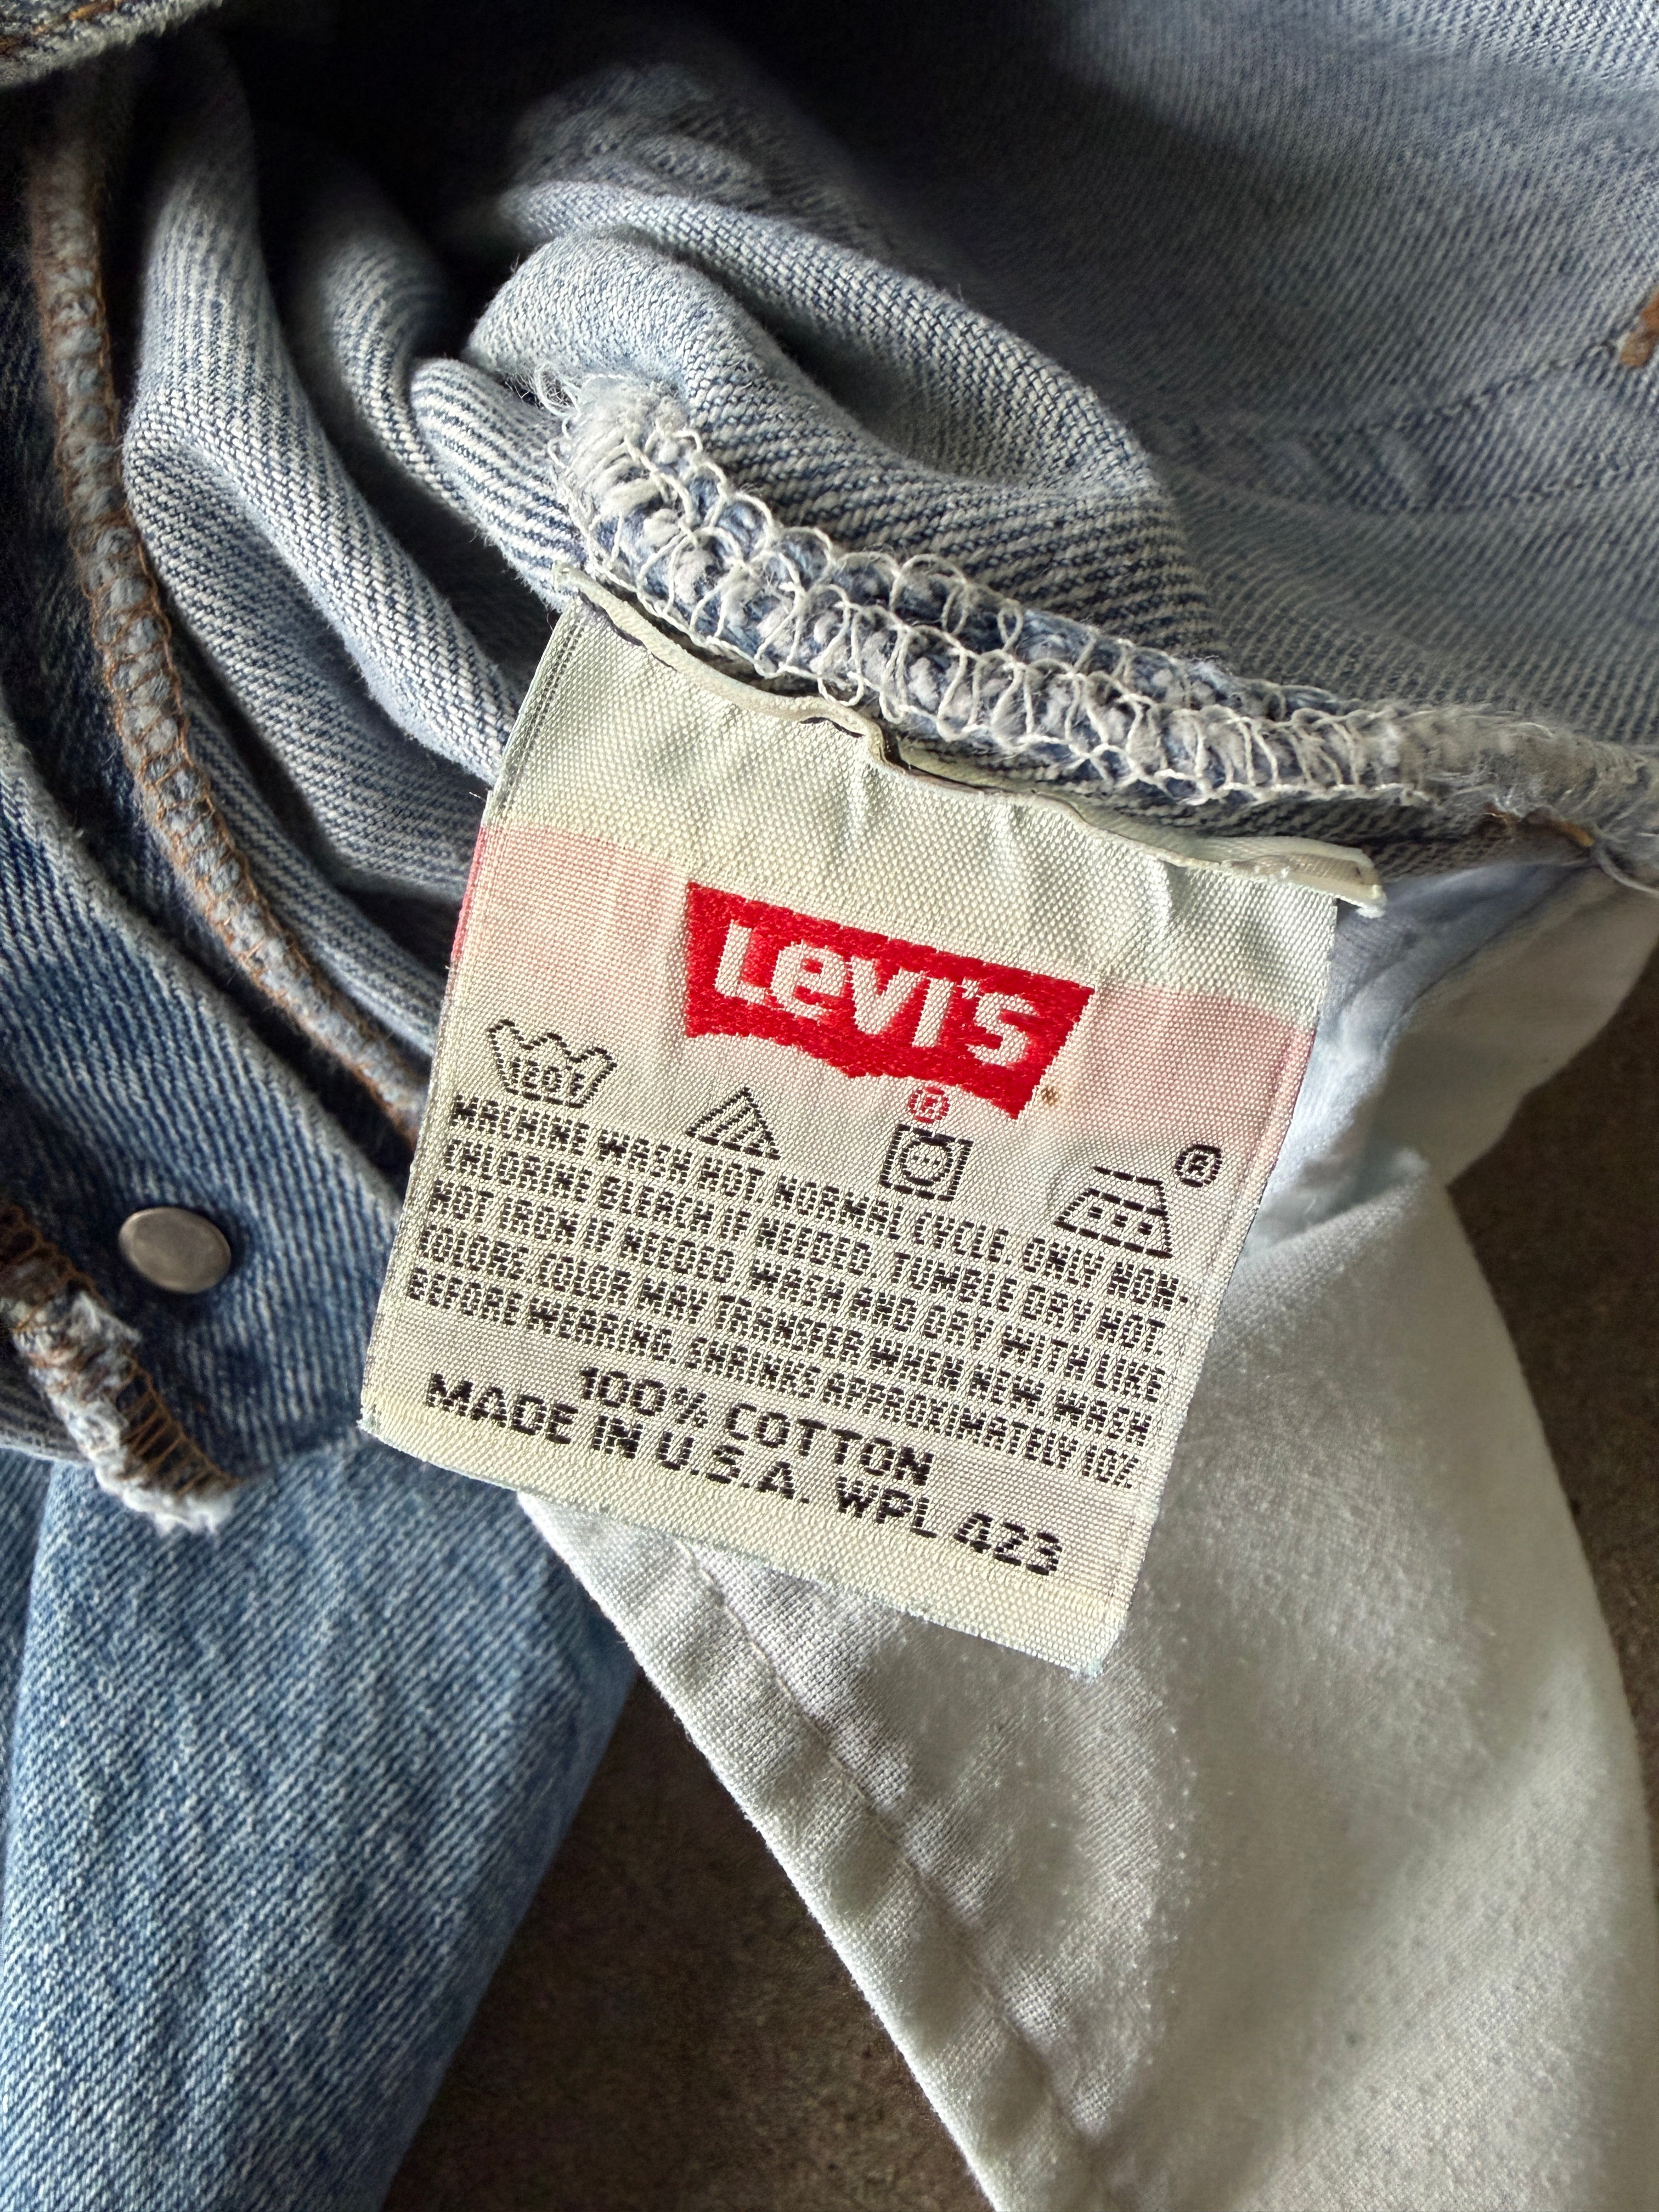 Levi's
®
120F
®
MACHINE WASH HOT. NORMAL CYCLE. ONLY NON-
CHLORINE BLEACH IF NEEDED. TUMBLE DRY HOT.
HOT IRON IF NEEDED. WASH AND DRY WITH LIKE
COLORS. COLOR MAY TRANSFER WHEN NEW. WASH
BEFORE WEARING. SHRINKS APPROXIMATELY 10%.
100% COTTON
MADE IN U.S.A. WPL 423